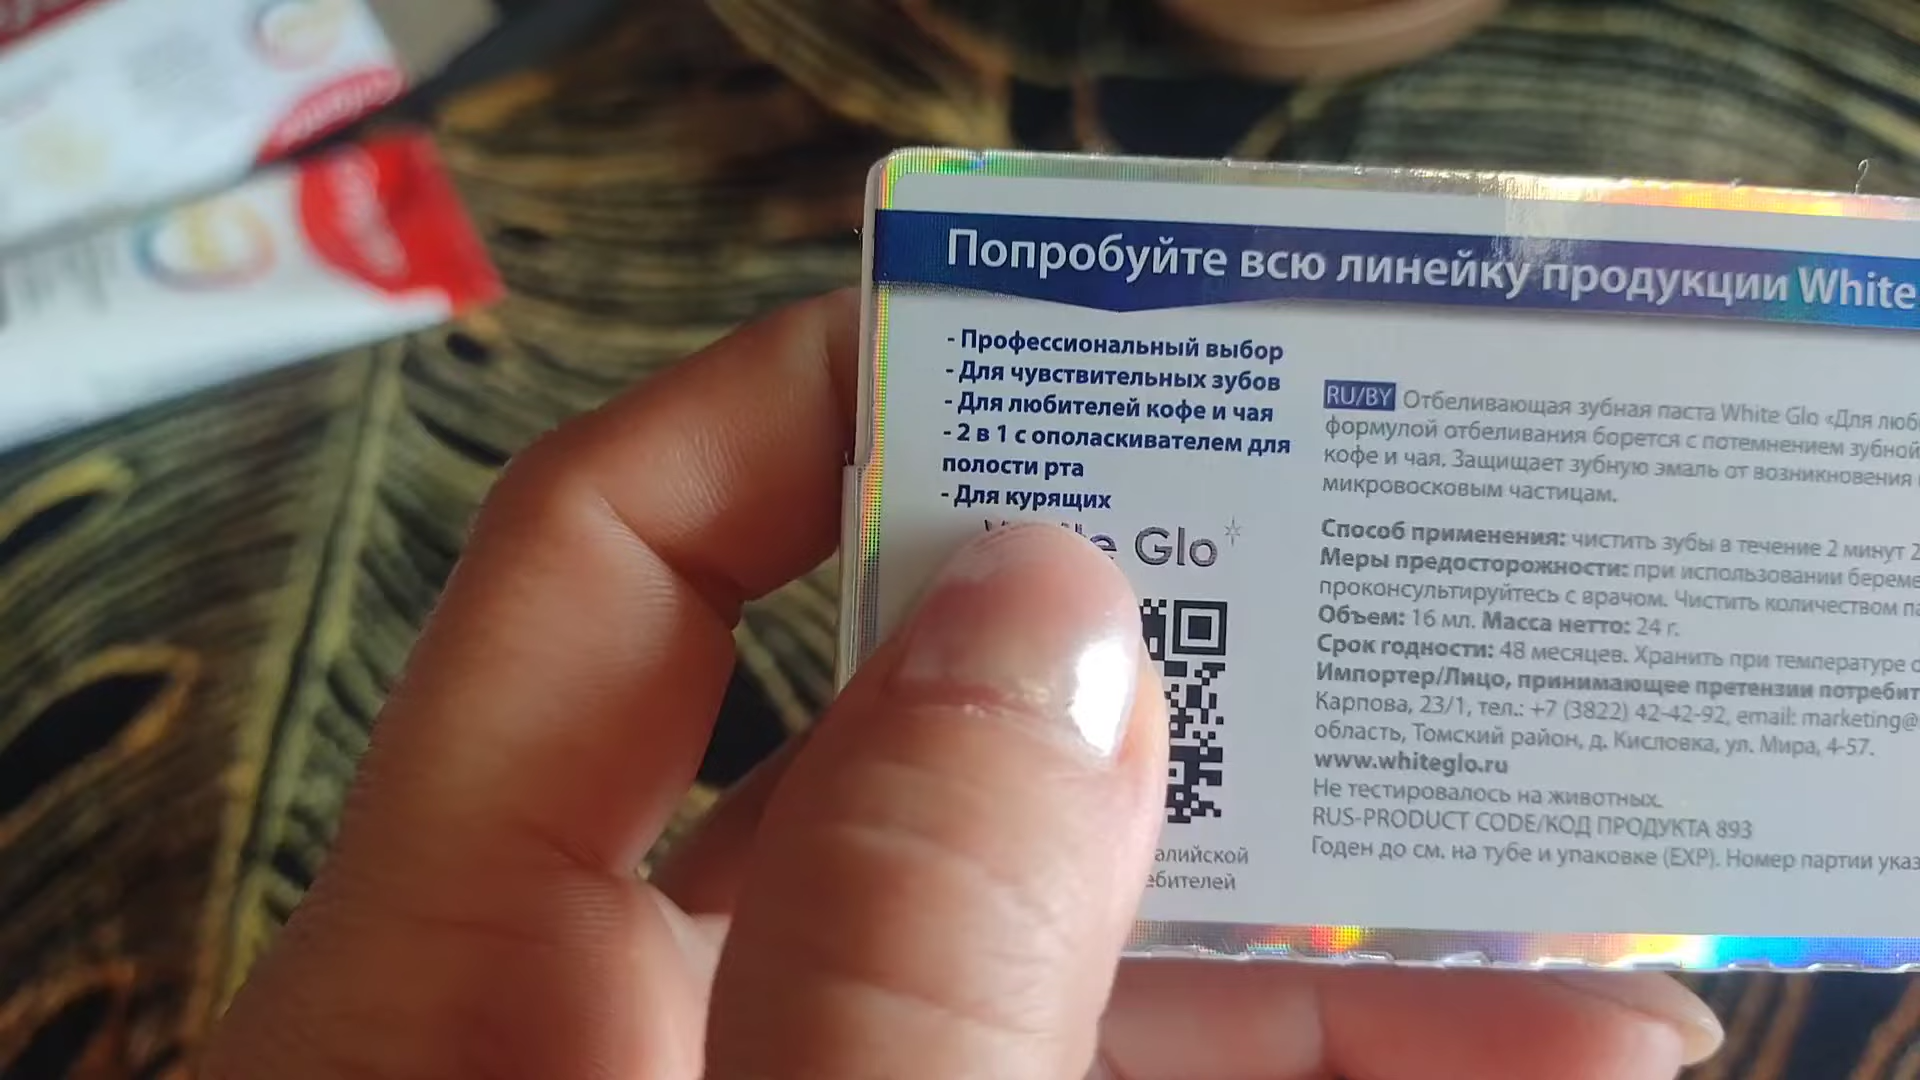 Попробуйте всю линейку продукции White
- Профессиональный выбор
- Для чувствительных зубов
- Для любителей кофе и чая
- 2 в 1 с ополаскивателем для
полости рта
- Для курящих
Glo
RU/BY Отбеливающая зубная паста White Glo «Для люб
формулой отбеливания борется с потемнением зубной
кофе и чая. Защищает зубную эмаль от возникновения
микровосковым частицам.
Способ применения: чистить зубы в течение 2 минут 2
Меры предосторожности: при использовании береме
проконсультируйтесь с врачом. Чистить количеством па
Объем: 16 мл. Масса нетто: 24 г.
Срок годности: 48 месяцев. Хранить при температуре о
Импортер/Лицо, принимающее претензии потребит
Карпова, 23/1, тел.: +7 (3822) 42-42-92, email: marketing@
область, Томский район, д. Кисловка, ул. Мира, 4-57.
www.whiteglo.ru
Не тестировалось на животных.
RUS-PRODUCT CODE/КОД ПРОДУКТА 893
Годен до см. на тубе и упаковке (EXP). Номер партии указ
алийской
ебителей